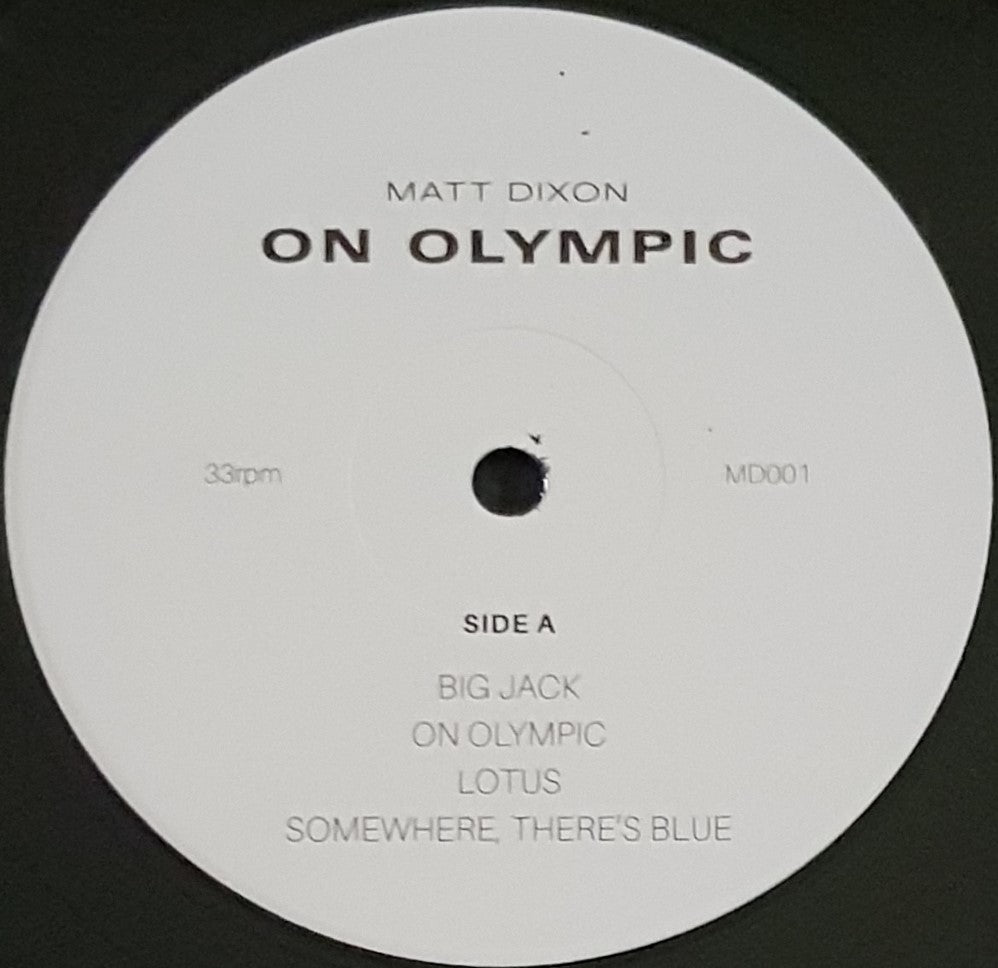 MATT DIXON
ON OLYMPIC
33rpm
MD001
SIDE A
BIG JACK
ON OLYMPIC
LOTUS
SOMEWHERE, THERE'S BLUE